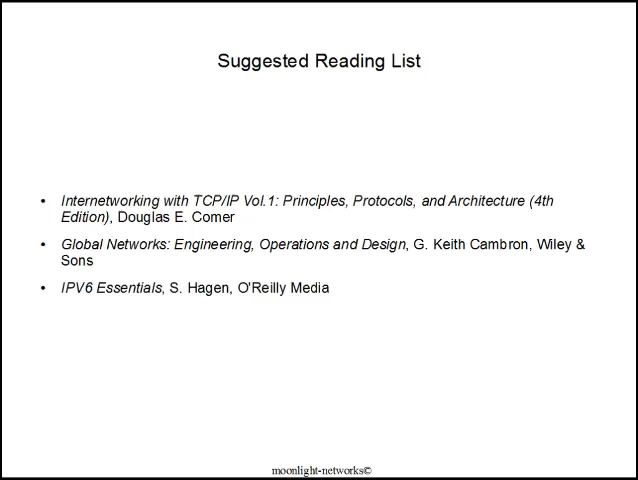 Suggested Reading List
• Internetworking with TCP/IP Vol.1: Principles, Protocols, and Architecture (4th
Edition), Douglas E. Comer
• Global Networks: Engineering, Operations and Design, G. Keith Cambron, Wiley &
Sons
• IPV6 Essentials, S. Hagen, O'Reilly Media
moonlight-networks©